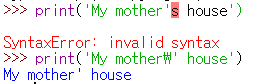 >>> print('My mother's house')
SyntaxError: invalid syntax
>>> print('My mother₩' house')
My mother' house